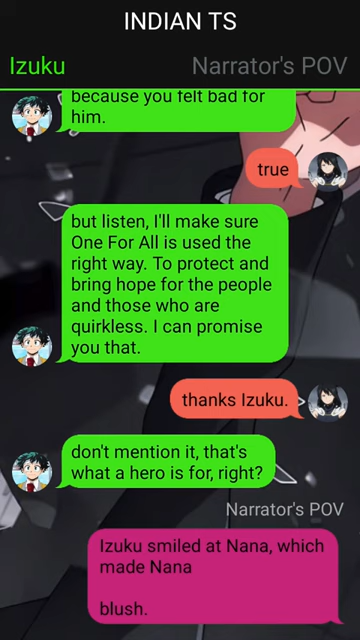 INDIAN TS
Izuku
Narrator's POV
because you felt bad for
him.
true
but listen, I'll make sure
One For All is used the
right way. To protect and
bring hope for the people
and those who are
quirkless. I can promise
you that.
thanks Izuku.
don't mention it, that's
what a hero is for, right?
Narrator's POV
Izuku smiled at Nana, which
made Nana
blush.